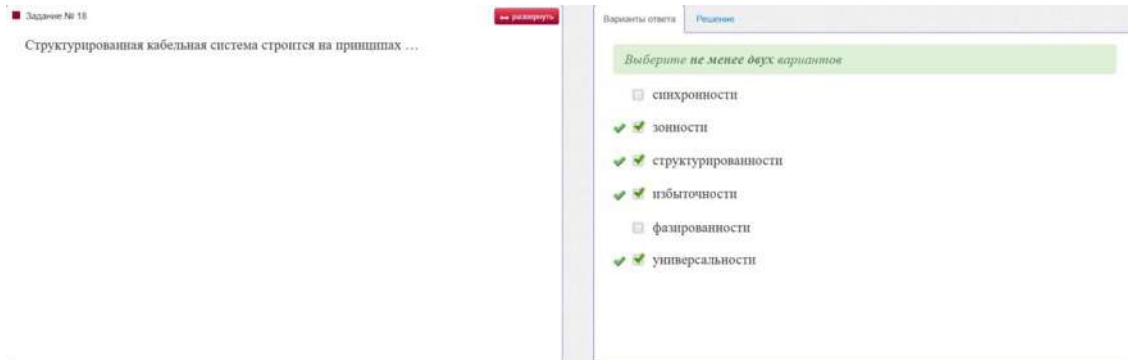 Задание № 18
развернуть
Структурированная кабельная система строится на принципах …
Варианты ответа
Решение
Выберите не менее двух вариантов
синхронности
зонности
структурированности
избыточности
фазированности
универсальности